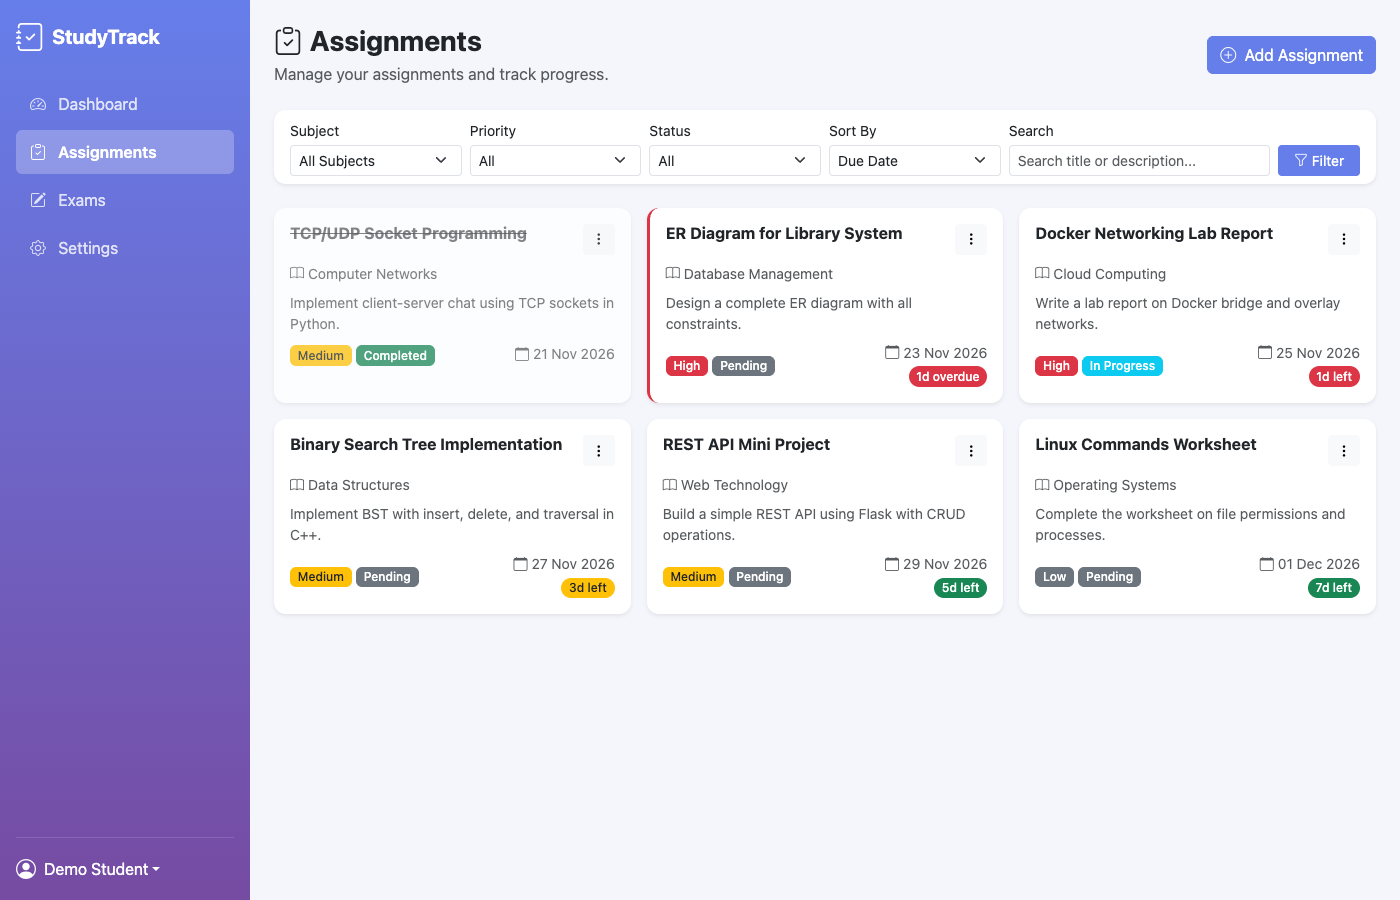 StudyTrack
Dashboard
Assignments
Exams
Settings
Demo Student
Assignments
Manage your assignments and track progress.
Add Assignment
Subject
All Subjects
Priority
All
Status
All
Sort By
Due Date
Search
Search title or description...
Filter
TCP/UDP Socket Programming
Computer Networks
Implement client-server chat using TCP sockets in
Python.
Medium Completed 21 Nov 2026
ER Diagram for Library System
Database Management
Design a complete ER diagram with all
constraints.
High Pending 23 Nov 2026
1d overdue
Docker Networking Lab Report
Cloud Computing
Write a lab report on Docker bridge and overlay
networks.
High In Progress 25 Nov 2026
1d left
Binary Search Tree Implementation
Data Structures
Implement BST with insert, delete, and traversal in
C++.
Medium Pending 27 Nov 2026
3d left
REST API Mini Project
Web Technology
Build a simple REST API using Flask with CRUD
operations.
Medium Pending 29 Nov 2026
5d left
Linux Commands Worksheet
Operating Systems
Complete the worksheet on file permissions and
processes.
Low Pending 01 Dec 2026
7d left